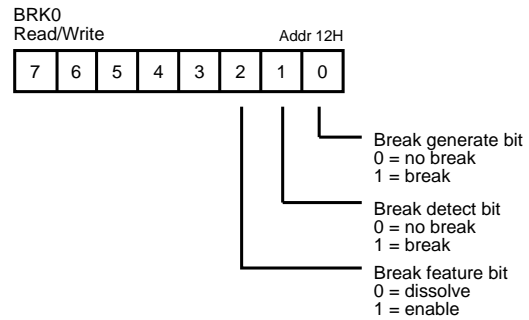 BRK0
Read/Write Addr 12H
7 6 5 4 3 2 1 0
Break generate bit
0 = no break
1 = break
Break detect bit
0 = no break
1 = break
Break feature bit
0 = dissolve
1 = enable